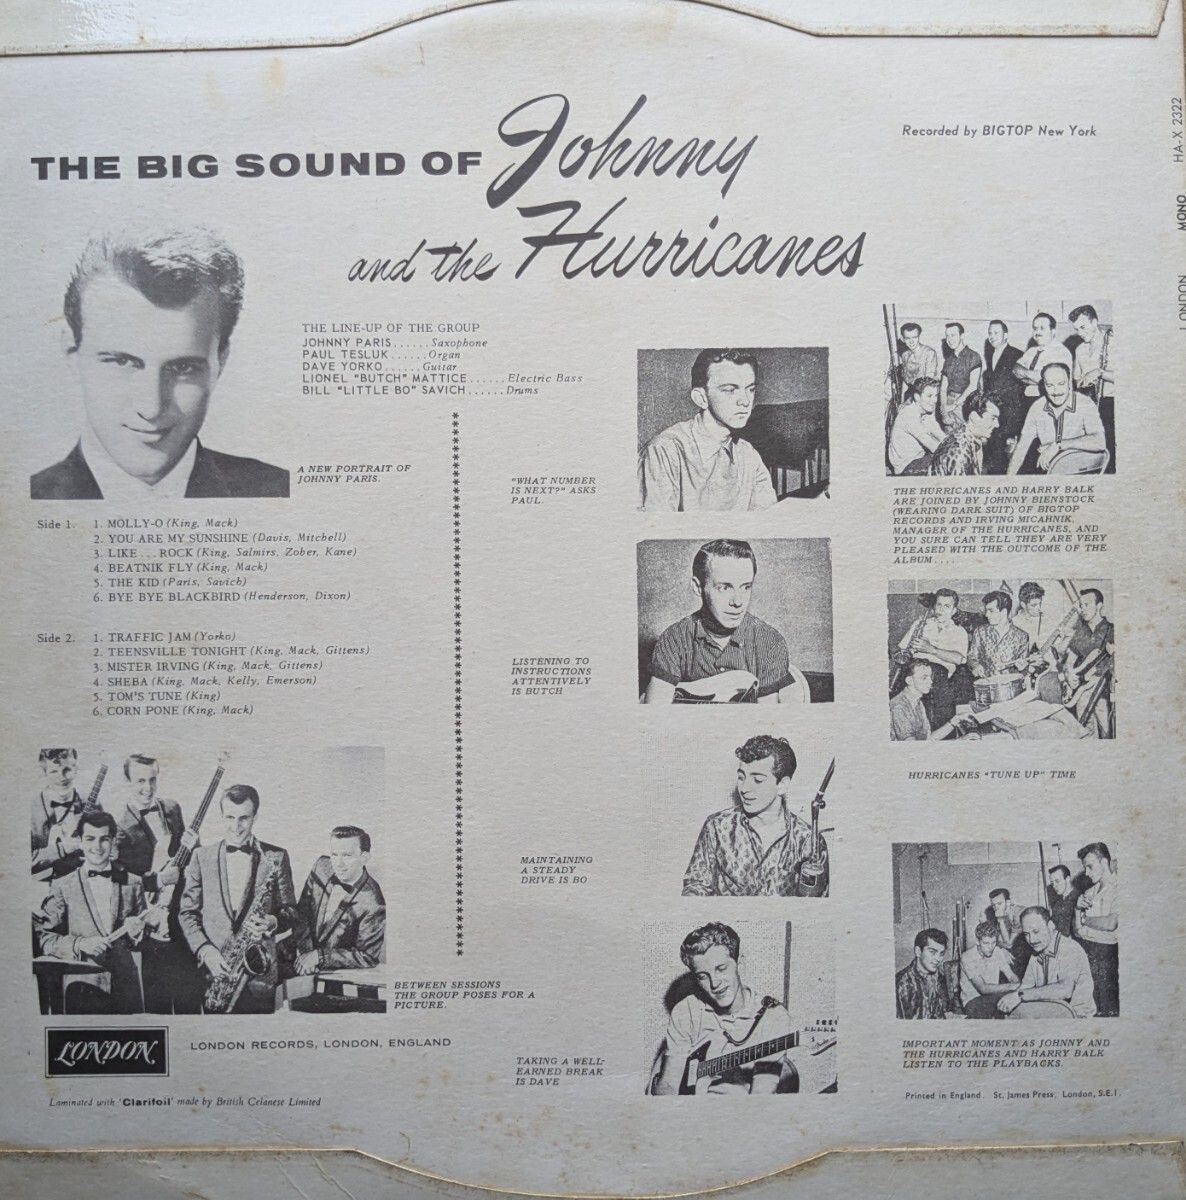 Recorded by BIGTOP New York
THE BIG SOUND OF Johnny
and the Hurricanes
HA-X 2322
MONO
LONDON
THE LINE-UP OF THE GROUP
JOHNNY PARIS......Saxophone
PAUL TESLUK......Organ
DAVE YORKO......Guitar
LIONEL "BUTCH" MATTICE......Electric Bass
BILL "LITTLE BO" SAVICH......Drums
A NEW PORTRAIT OF
JOHNNY PARIS.
Side 1. 1. MOLLY-O (King, Mack)
2. YOU ARE MY SUNSHINE (Davis, Mitchell)
3. LIKE...ROCK (King, Salmirs, Zober, Kane)
4. BEATNIK FLY (King, Mack)
5. THE KID (Paris, Savich)
6. BYE BYE BLACKBIRD (Henderson, Dixon)
Side 2. 1. TRAFFIC JAM (Yorko)
2. TEENSVILLE TONIGHT (King, Mack, Gittens)
3. MISTER IRVING (King, Mack, Gittens)
4. SHEBA (King, Mack, Kelly, Emerson)
5. TOM'S TUNE (King)
6. CORN PONE (King, Mack)
BETWEEN SESSIONS
THE GROUP POSES FOR A
PICTURE.
LONDON
LONDON RECORDS, LONDON, ENGLAND
Laminated with 'Clarifoil' made by British Celanese Limited
"WHAT NUMBER
IS NEXT?" ASKS
PAUL.
LISTENING TO
INSTRUCTIONS
ATTENTIVELY
IS BUTCH
MAINTAINING
A STEADY
DRIVE IS BO
TAKING A WELL-
EARNED BREAK
IS DAVE
THE HURRICANES AND HARRY BALK
ARE JOINED BY JOHNNY BIENSTOCK
(WEARING DARK SUIT) OF BIGTOP
RECORDS AND IRVING MICAHNIK,
MANAGER OF THE HURRICANES, AND
YOU SURE CAN TELL THEY ARE VERY
PLEASED WITH THE OUTCOME OF THE
ALBUM....
HURRICANES "TUNE UP" TIME
IMPORTANT MOMENT AS JOHNNY AND
THE HURRICANES AND HARRY BALK
LISTEN TO THE PLAYBACKS.
Printed in England. St. James Press, London, S.E.1.